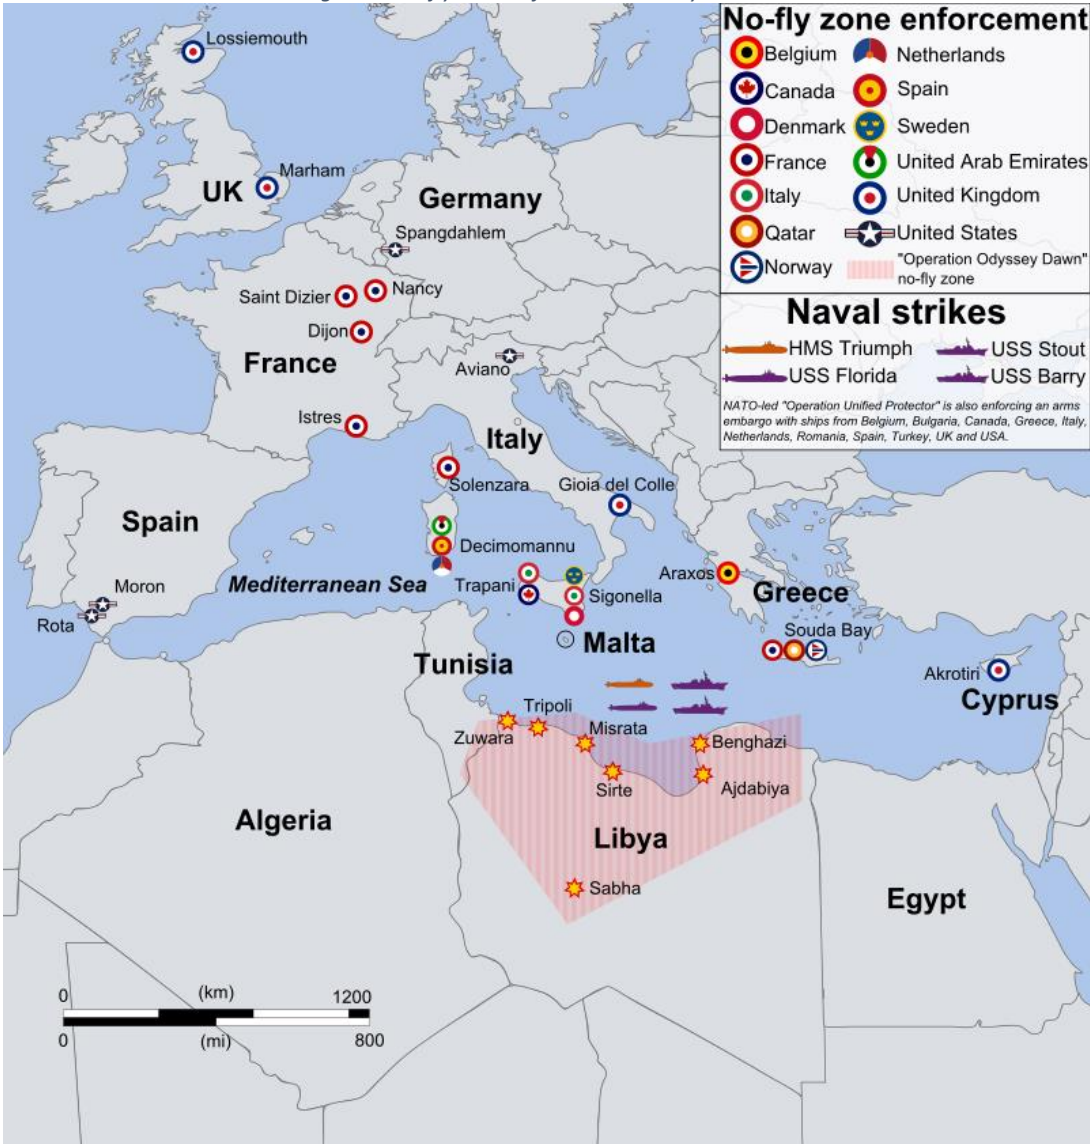 No-fly zone enforcement
Belgium
Netherlands
Canada
Spain
Denmark
Sweden
France
United Arab Emirates
Italy
United Kingdom
Qatar
United States
Norway
"Operation Odyssey Dawn"
no-fly zone
Naval strikes
HMS Triumph
USS Stout
USS Florida
USS Barry
NATO-led "Operation Unified Protector" is also enforcing an arms
embargo with ships from Belgium, Bulgaria, Canada, Greece, Italy,
Netherlands, Romania, Spain, Turkey, UK and USA.
Lossiemouth
Marham
UK
Germany
Spangdahlem
Saint Dizier
Nancy
Dijon
France
Aviano
Istres
Italy
Solenzara
Gioia del Colle
Spain
Decimomannu
Mediterranean Sea
Trapani
Sigonella
Araxos
Greece
Moron
Rota
Souda Bay
Malta
Tunisia
Akrotiri
Cyprus
Tripoli
Zuwara
Misrata
Benghazi
Sirte
Ajdabiya
Algeria
Libya
Sabha
Egypt
0 (km) 1200
0 (mi) 800